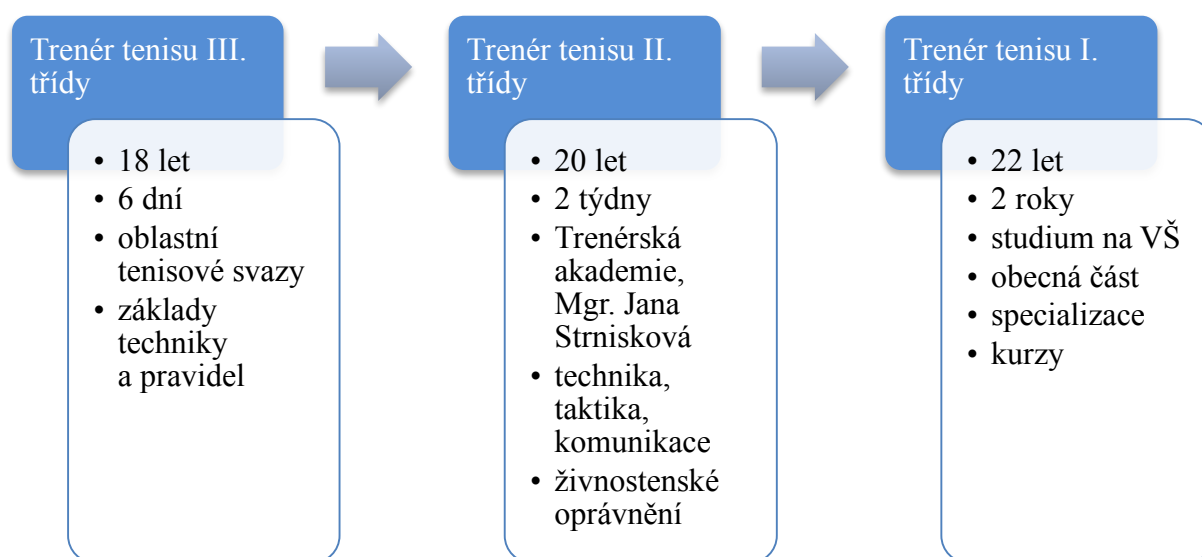 Trenér tenisu III.
třídy
• 18 let
• 6 dní
• oblastní
tenisové svazy
• základy
techniky
a pravidel
Trenér tenisu II.
třídy
• 20 let
• 2 týdny
• Trenérská
akademie,
Mgr. Jana
Strnisková
• technika,
taktika,
komunikace
• živnostenské
oprávnění
Trenér tenisu I.
třídy
• 22 let
• 2 roky
• studium na VŠ
• obecná část
• specializace
• kurzy